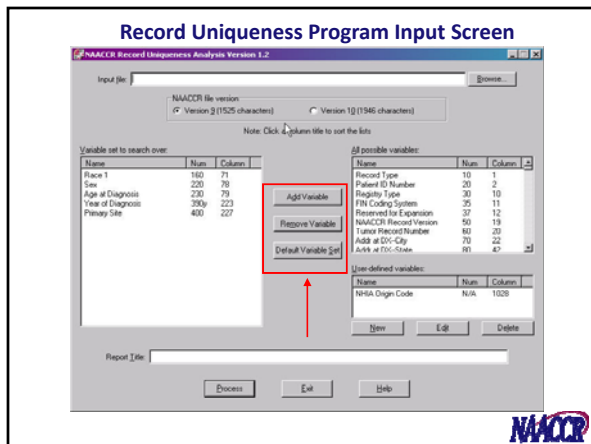 Record Uniqueness Program Input Screen
NAACCR Record Uniqueness Analysis Version 1.2
Input file:
Browse...
NAACCR file version
Version 9 (1525 characters) Version 10 (1946 characters)
Note: Click a column title to sort the lists
Variable set to search over:
Name Num Column
Race 1 160 71
Sex 220 78
Age at Diagnosis 230 79
Year of Diagnosis 390y 223
Primary Site 400 227
Add Variable
Remove Variable
Default Variable Set
All possible variables:
Name Num Column
Record Type 10 1
Patient ID Number 20 2
Registry Type 30 10
FIN Coding System 35 11
Reserved for Expansion 37 12
NAACCR Record Version 50 19
Tumor Record Number 60 20
Addr at DX--City 70 22
Addr at DX--State 80 42
User-defined variables:
Name Num Column
NHIA Origin Code N/A 1028
New Edit Delete
Report Title:
Process Exit Help
NAACCR